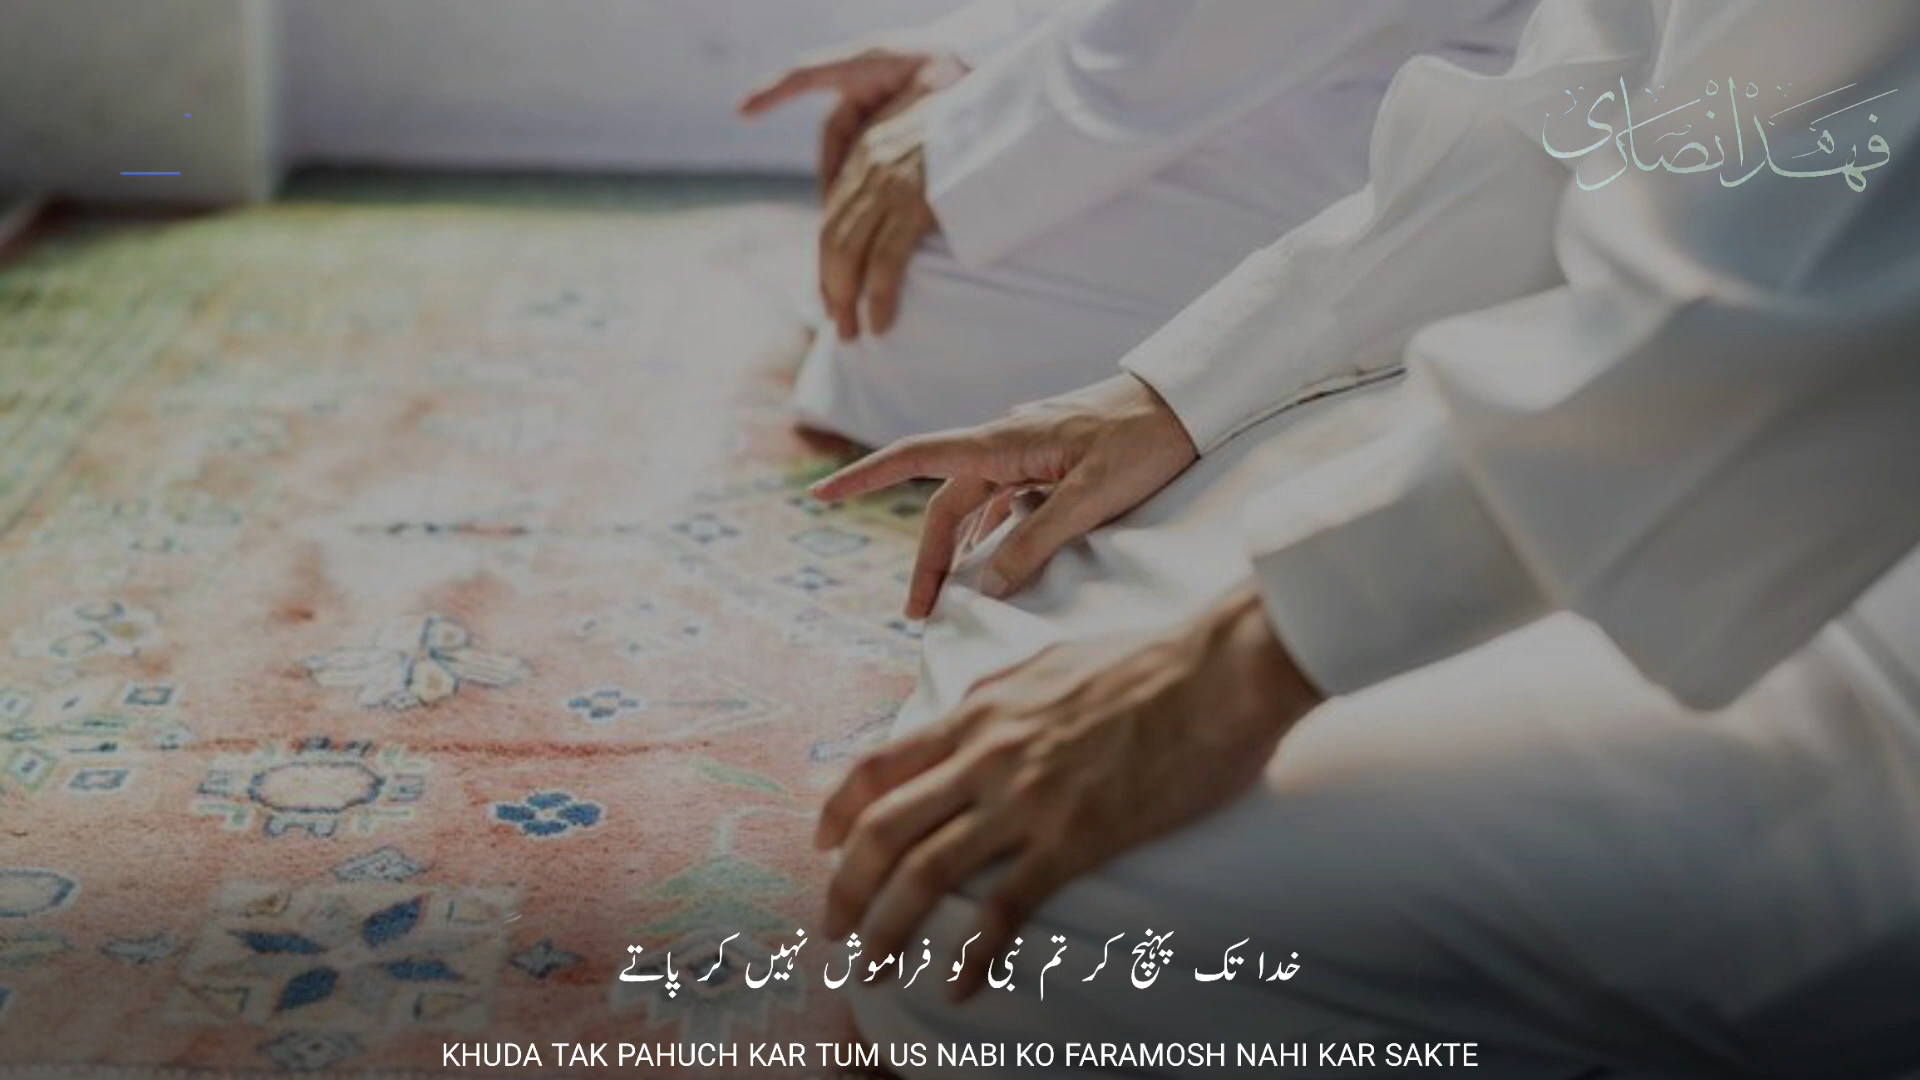 فہد انصاری
خدا تک پہنچ کر تم نبی کو فراموش نہیں کر پاتے
KHUDA TAK PAHUCH KAR TUM US NABI KO FARAMOSH NAHI KAR SAKTE